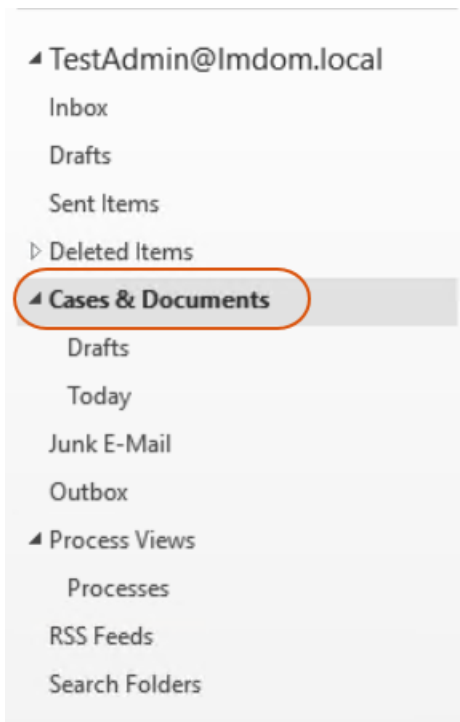 TestAdmin@lmdom.local
Inbox
Drafts
Sent Items
Deleted Items
Cases & Documents
Drafts
Today
Junk E-Mail
Outbox
Process Views
Processes
RSS Feeds
Search Folders